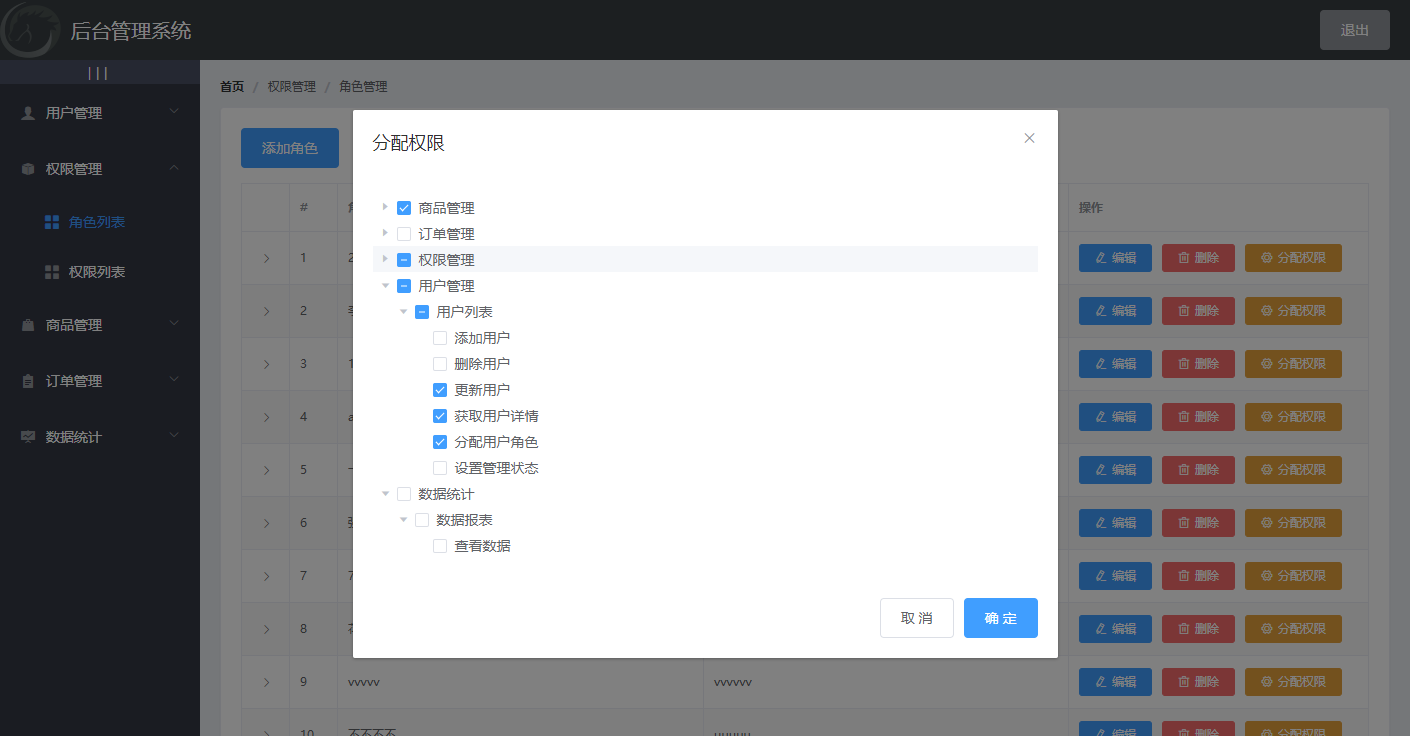 后台管理系统
退出
|||
首页 / 权限管理 / 角色管理
用户管理
权限管理
角色列表
权限列表
商品管理
订单管理
数据统计
添加角色
分配权限
商品管理
订单管理
权限管理
用户管理
用户列表
添加用户
删除用户
更新用户
获取用户详情
分配用户角色
设置管理状态
数据统计
数据报表
查看数据
取 消 确 定
# 操作
1 编辑 删除 分配权限
2 编辑 删除 分配权限
3 编辑 删除 分配权限
4 编辑 删除 分配权限
5 编辑 删除 分配权限
6 编辑 删除 分配权限
7 编辑 删除 分配权限
8 编辑 删除 分配权限
9 vvvvv vvvvvv 编辑 删除 分配权限
10 不不不不 编辑 删除 分配权限